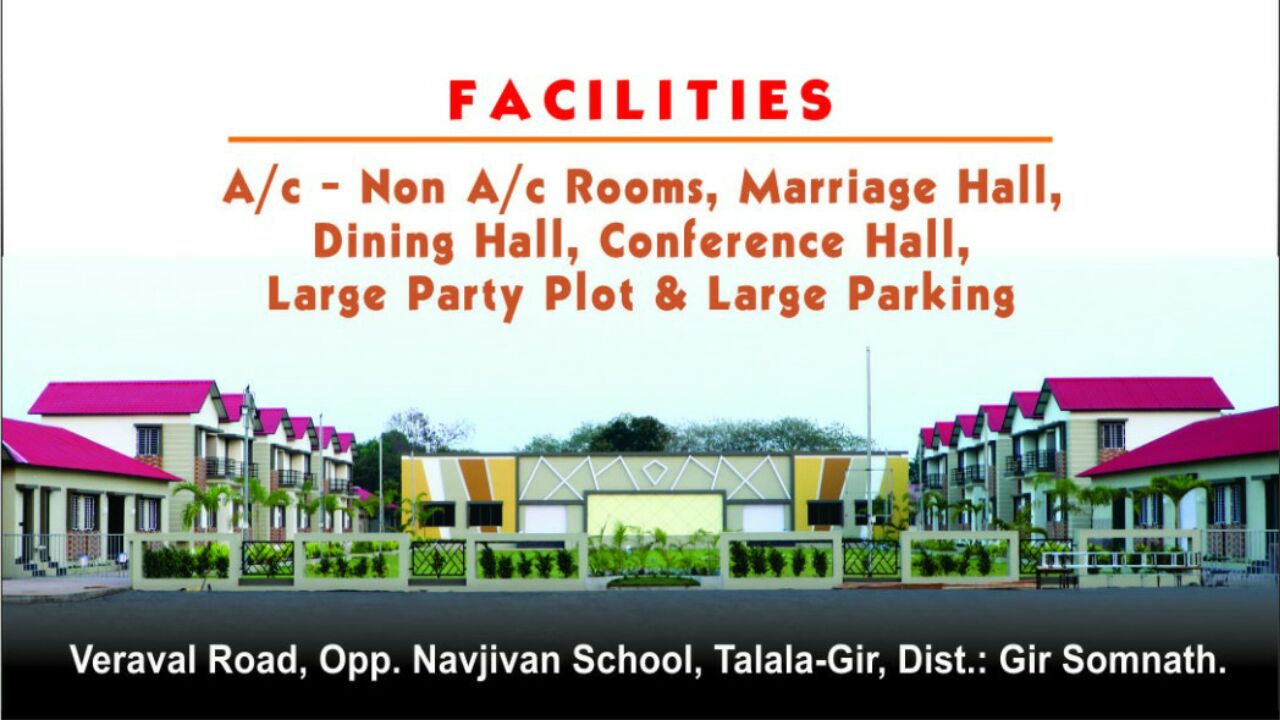 FACILITIES
A/c - Non A/c Rooms, Marriage Hall,
Dining Hall, Conference Hall,
Large Party Plot & Large Parking
Veraval Road, Opp. Navjivan School, Talala-Gir, Dist.: Gir Somnath.